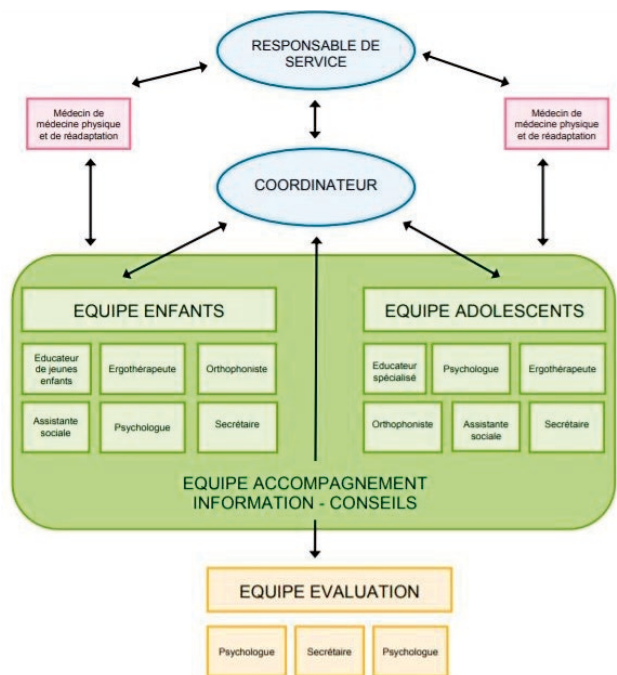 RESPONSABLE DE
SERVICE
Médecin de
médecine physique
et de réadaptation
Médecin de
médecine physique
et de réadaptation
COORDINATEUR
EQUIPE ENFANTS
Educateur
de jeunes
enfants
Ergothérapeute
Orthophoniste
Assistante
sociale
Psychologue
Secrétaire
EQUIPE ADOLESCENTS
Educateur
spécialisé
Psychologue
Ergothérapeute
Orthophoniste
Assistante
sociale
Secrétaire
EQUIPE ACCOMPAGNEMENT
INFORMATION - CONSEILS
EQUIPE EVALUATION
Psychologue
Secrétaire
Psychologue